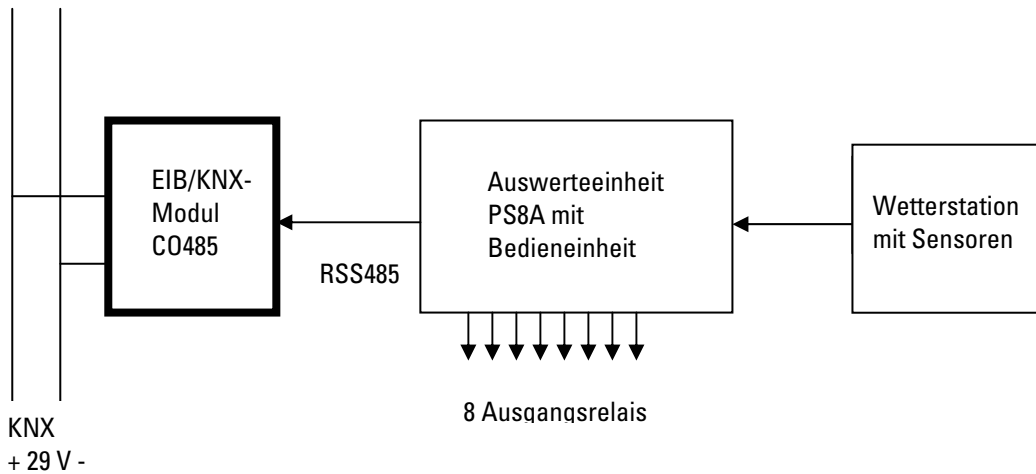 EIB/KNX-
Modul
CO485
RSS485
Auswerteeinheit
PS8A mit
Bedieneinheit
Wetterstation
mit Sensoren
8 Ausgangsrelais
KNX
+ 29 V -